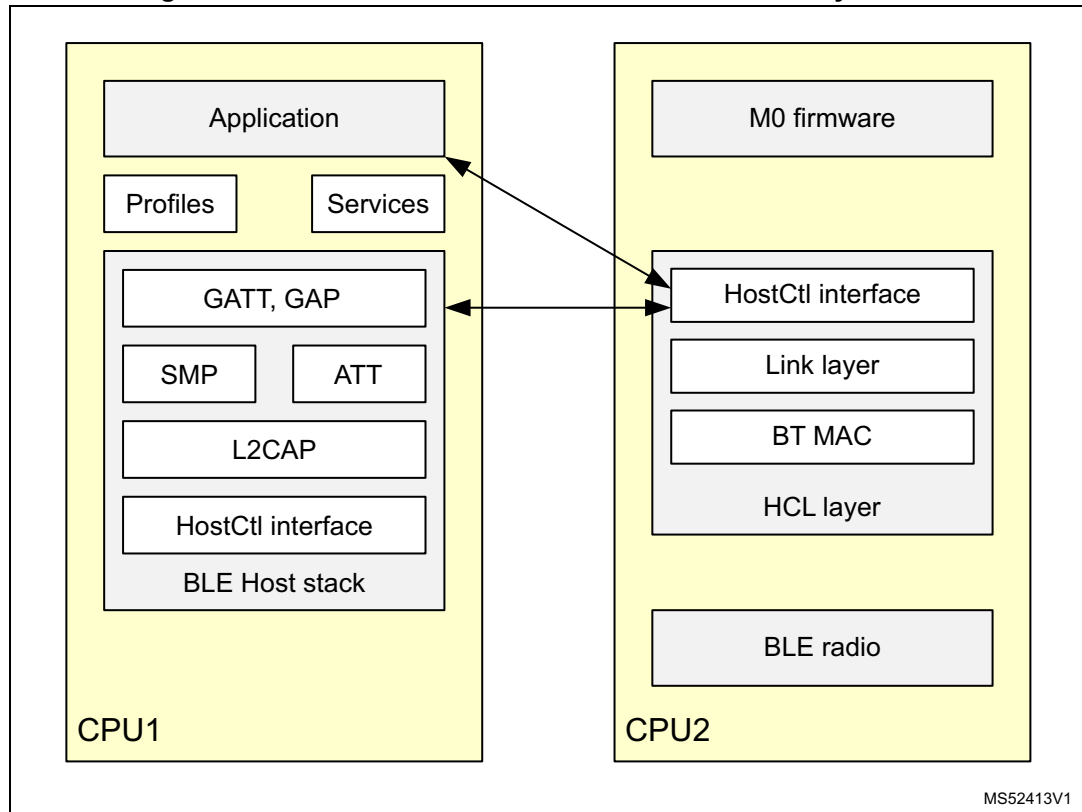 Application
Profiles
Services
GATT, GAP
SMP
ATT
L2CAP
HostCtl interface
BLE Host stack
CPU1
M0 firmware
HostCtl interface
Link layer
BT MAC
HCL layer
BLE radio
CPU2
MS52413V1